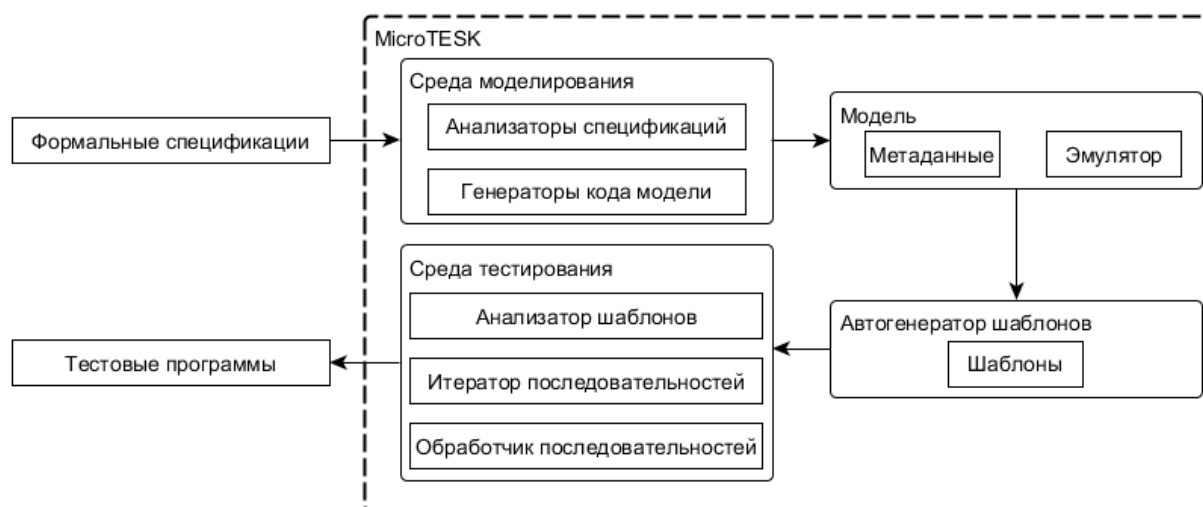 MicroTESK
Среда моделирования
Анализаторы спецификаций
Генераторы кода модели
Формальные спецификации
Модель
Метаданные
Эмулятор
Среда тестирования
Анализатор шаблонов
Итератор последовательностей
Обработчик последовательностей
Автогенератор шаблонов
Шаблоны
Тестовые программы